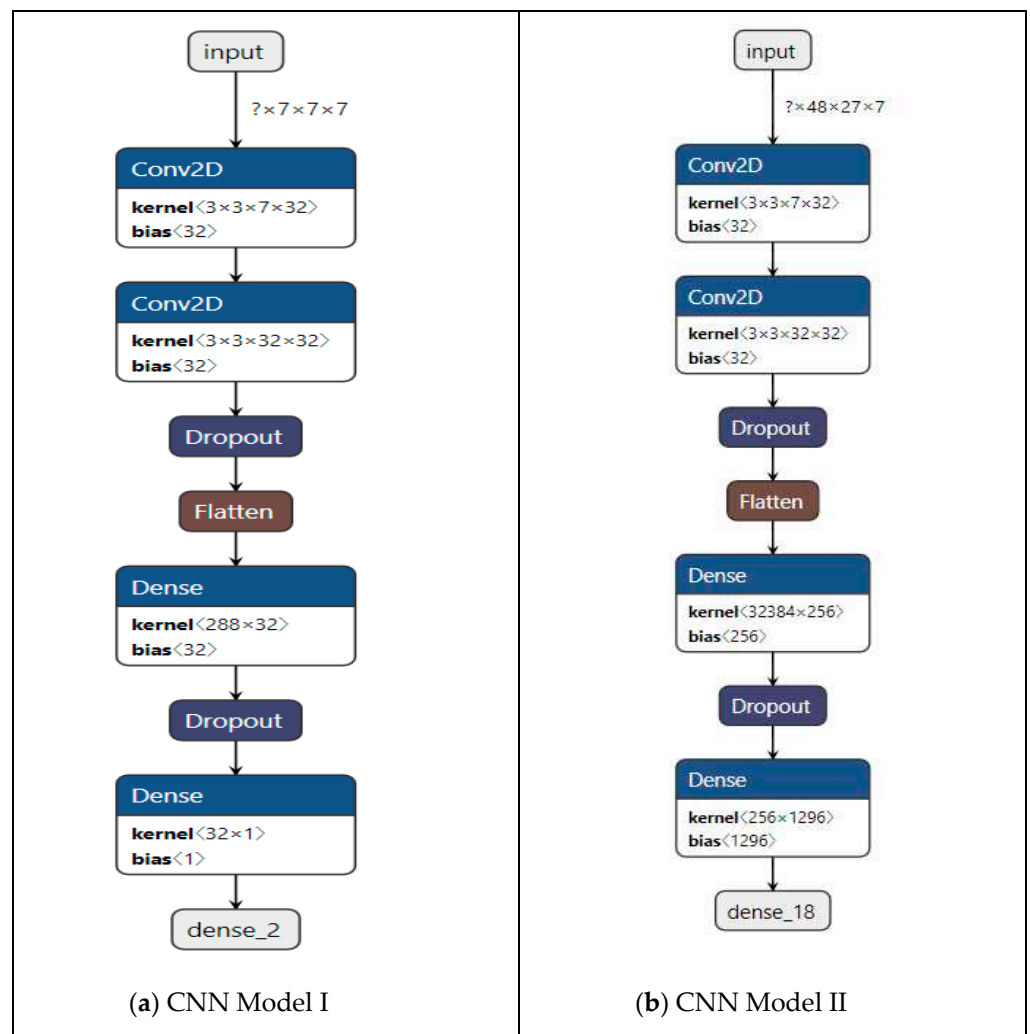 input
?×7×7×7
Conv2D
kernel〈3×3×7×32〉
bias〈32〉
Conv2D
kernel〈3×3×32×32〉
bias〈32〉
Dropout
Flatten
Dense
kernel〈288×32〉
bias〈32〉
Dropout
Dense
kernel〈32×1〉
bias〈1〉
dense_2
(a) CNN Model I
input
?×48×27×7
Conv2D
kernel〈3×3×7×32〉
bias〈32〉
Conv2D
kernel〈3×3×32×32〉
bias〈32〉
Dropout
Flatten
Dense
kernel〈32384×256〉
bias〈256〉
Dropout
Dense
kernel〈256×1296〉
bias〈1296〉
dense_18
(b) CNN Model II